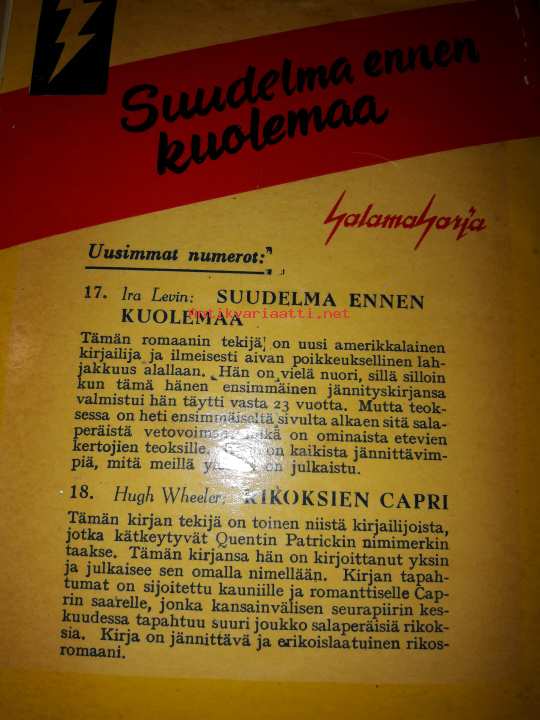 Suudelma ennen
kuolemaa
Salamasarja
Uusimmat numerot:
17. Ira Levin: SUUDELMA ENNEN
KUOLEMAA
antikvariaatti.net
Tämän romaanin tekijä on uusi amerikkalainen
kirjailija ja ilmeisesti aivan poikkeuksellinen lah-
jakkuus alallaan. Hän on vielä nuori, sillä silloin
kun tämä hänen ensimmäinen jännityskirjansa
valmistui hän täytti vasta 23 vuotta. Mutta teok-
sessa on heti ensimmäiseltä sivulta alkaen sitä sala-
peräistä vetovoimaa, mikä on ominaista etevien
kertojien teoksille. on kaikista jännittävim-
piä, mitä meillä on julkaistu.
18. Hugh Wheeler: RIKOKSIEN CAPRI
Tämän kirjan tekijä on toinen niistä kirjailijoista,
jotka kätkeytyvät Quentin Patrickin nimimerkin
taakse. Tämän kirjansa hän on kirjoittanut yksin
ja julkaisee sen omalla nimellään. Kirjan tapah-
tumat on sijoitettu kauniille ja romanttiselle Cap-
rin saarelle, jonka kansainvälisen seurapiirin kes-
kuudessa tapahtuu suuri joukko salaperäisiä rikok-
sia. Kirja on jännittävä ja erikoislaatuinen rikos-
romaani.